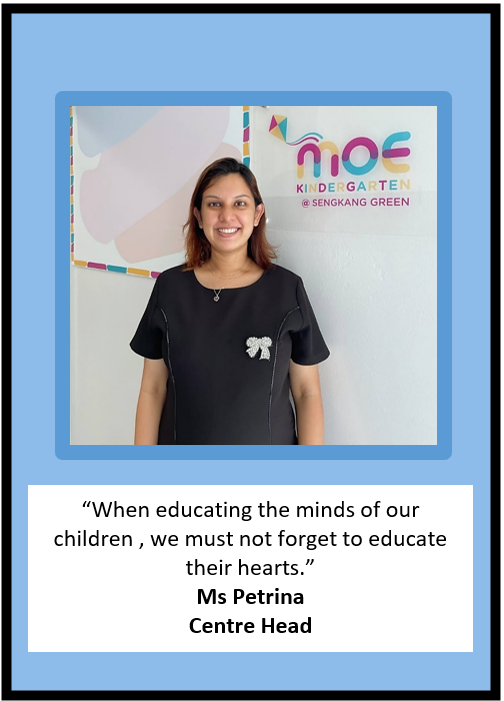 moe
KINDERGARTEN
@ SENGKANG GREEN
“When educating the minds of our
children , we must not forget to educate
their hearts.”
Ms Petrina
Centre Head